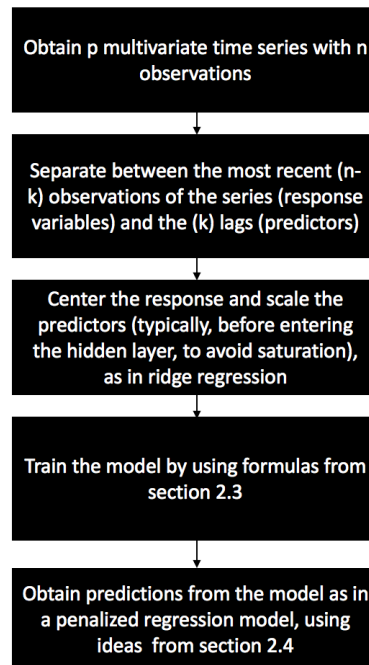 Obtain p multivariate time series with n
observations
Separate between the most recent (n-
k) observations of the series (response
variables) and the (k) lags (predictors)
Center the response and scale the
predictors (typically, before entering
the hidden layer, to avoid saturation),
as in ridge regression
Train the model by using formulas from
section 2.3
Obtain predictions from the model as in
a penalized regression model, using
ideas from section 2.4